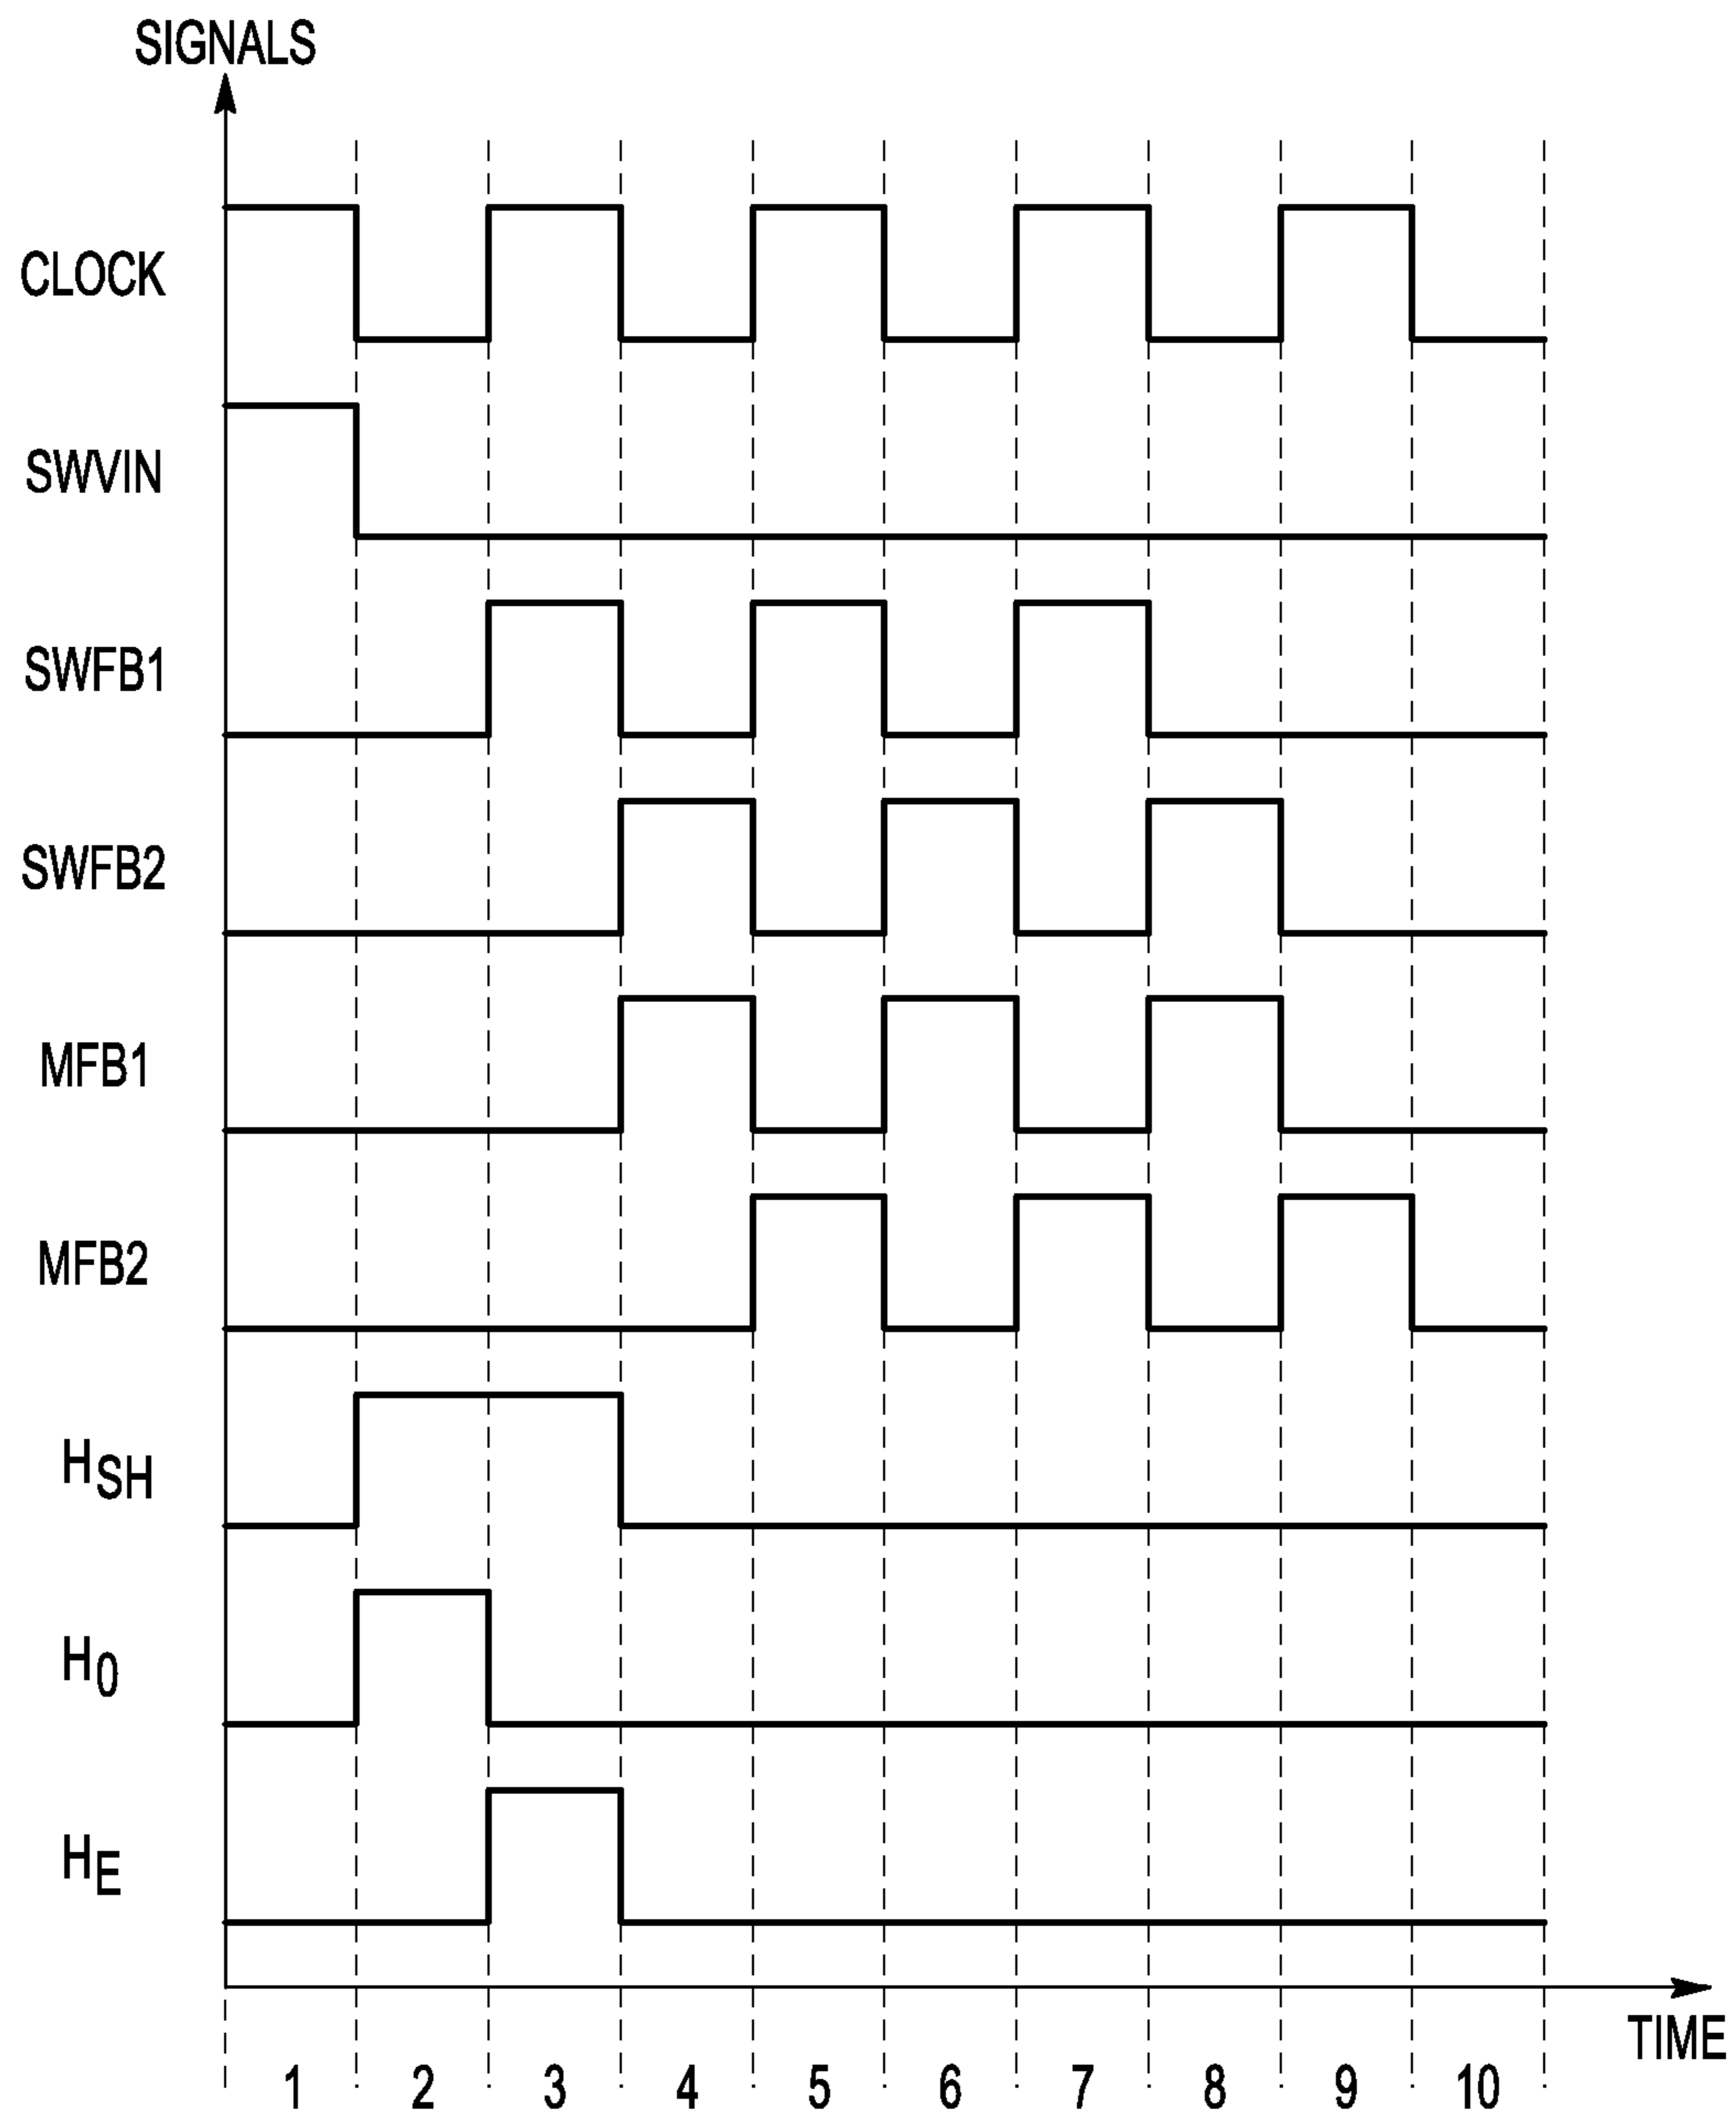 SIGNALS
CLOCK
SWVIN
SWFB1
SWFB2
MFB1
MFB2
HSH
H0
HE
TIME
1 2 3 4 5 6 7 8 9 10